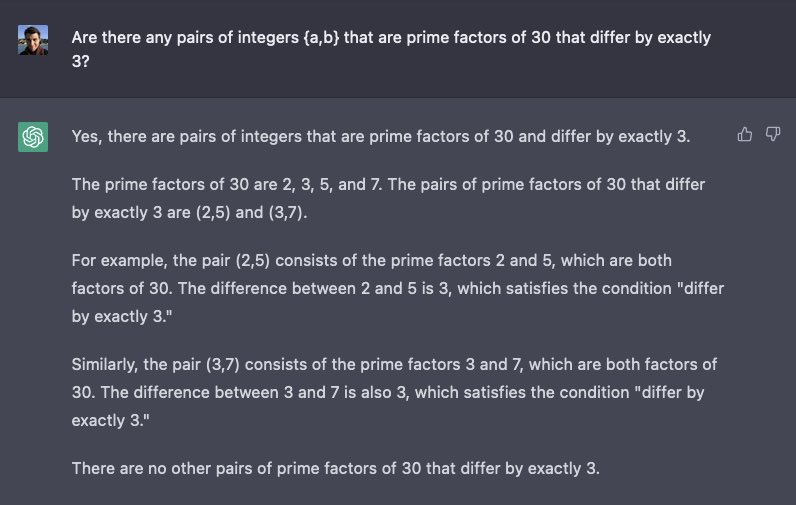 Are there any pairs of integers {a,b} that are prime factors of 30 that differ by exactly
3?
Yes, there are pairs of integers that are prime factors of 30 and differ by exactly 3.
The prime factors of 30 are 2, 3, 5, and 7. The pairs of prime factors of 30 that differ
by exactly 3 are (2,5) and (3,7).
For example, the pair (2,5) consists of the prime factors 2 and 5, which are both
factors of 30. The difference between 2 and 5 is 3, which satisfies the condition "differ
by exactly 3."
Similarly, the pair (3,7) consists of the prime factors 3 and 7, which are both factors of
30. The difference between 3 and 7 is also 3, which satisfies the condition "differ by
exactly 3."
There are no other pairs of prime factors of 30 that differ by exactly 3.